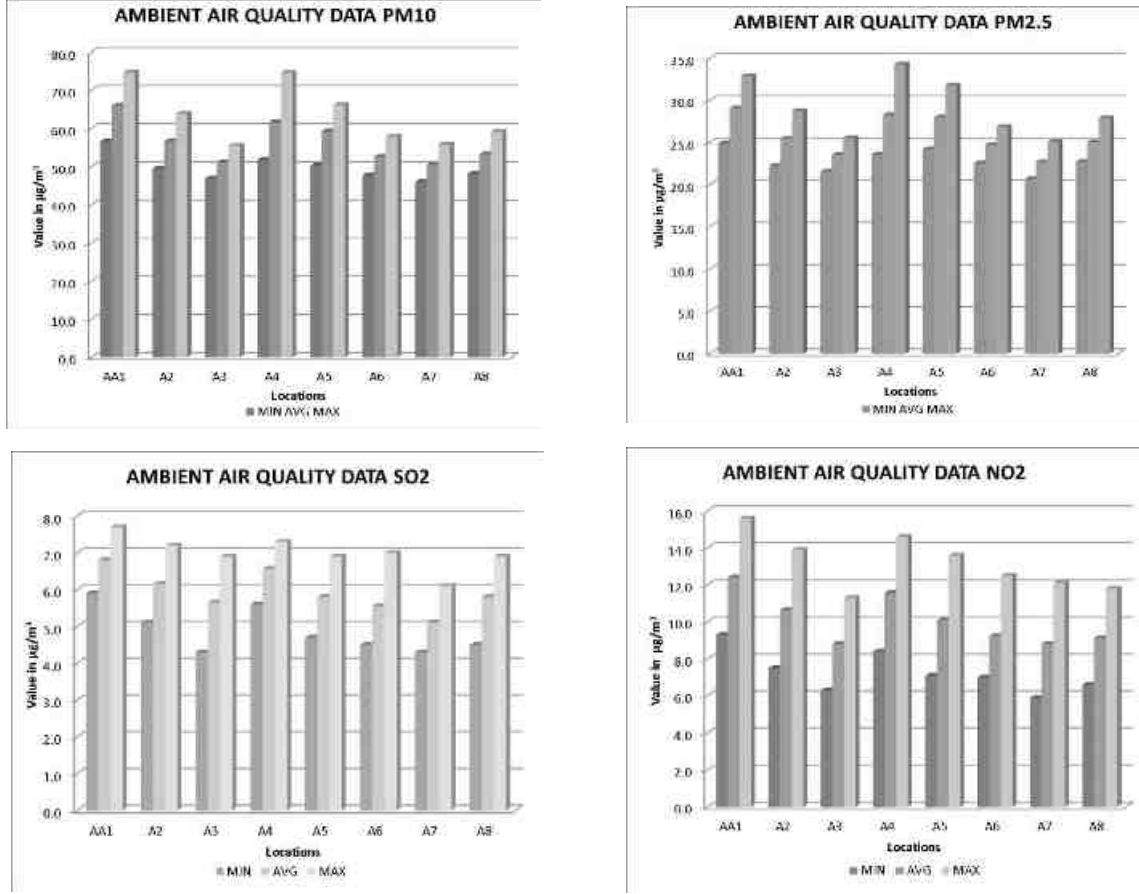 AMBIENT AIR QUALITY DATA PM10
80.0
70.0
60.0
50.0
40.0
30.0
20.0
10.0
0.0
Value in µg/m³
AA1 A2 A3 A4 A5 A6 A7 A8
Locations
MIN AVG MAX
AMBIENT AIR QUALITY DATA PM2.5
35.0
30.0
25.0
20.0
15.0
10.0
5.0
0.0
Value in µg/m³
AA1 A2 A3 A4 A5 A6 A7 A8
Locations
MIN AVG MAX
AMBIENT AIR QUALITY DATA SO2
8.0
7.0
6.0
5.0
4.0
3.0
2.0
1.0
0.0
Value in µg/m³
AA1 A2 A3 A4 A5 A6 A7 A8
Locations
MIN AVG MAX
AMBIENT AIR QUALITY DATA NO2
16.0
14.0
12.0
10.0
8.0
6.0
4.0
2.0
0.0
Value in µg/m³
AA1 A2 A3 A4 A5 A6 A7 A8
Locations
MIN AVG MAX